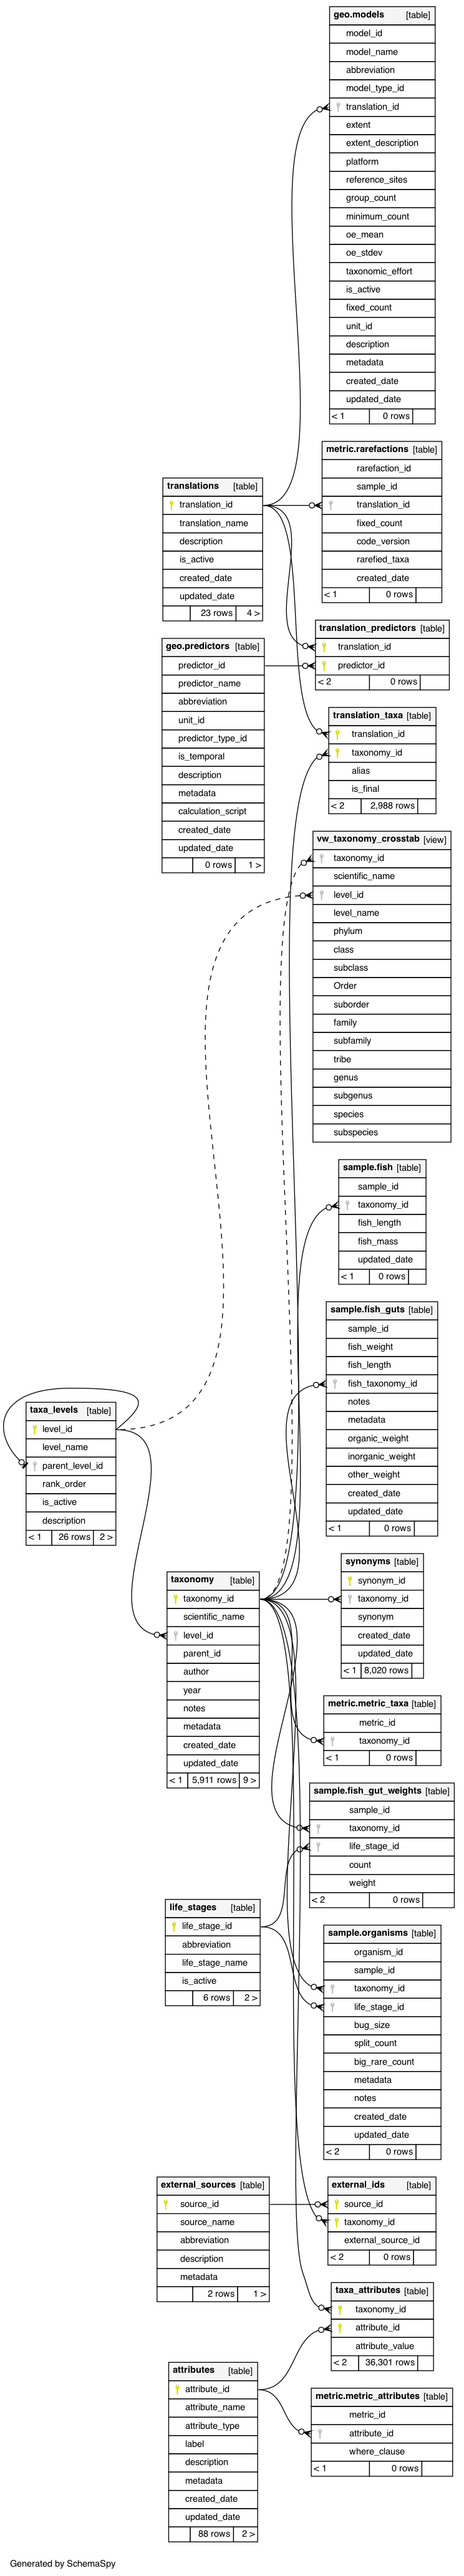 geo.models [table]
model_id
model_name
abbreviation
model_type_id
translation_id
extent
extent_description
platform
reference_sites
group_count
minimum_count
oe_mean
oe_stdev
taxonomic_effort
is_active
fixed_count
unit_id
description
metadata
created_date
updated_date
< 1 0 rows
metric.rarefactions [table]
rarefaction_id
sample_id
translation_id
fixed_count
code_version
rarefied_taxa
created_date
< 1 0 rows
translations [table]
translation_id
translation_name
description
is_active
created_date
updated_date
23 rows 4 >
translation_predictors [table]
translation_id
predictor_id
< 2 0 rows
geo.predictors [table]
predictor_id
predictor_name
abbreviation
unit_id
predictor_type_id
is_temporal
description
metadata
calculation_script
created_date
updated_date
0 rows 1 >
translation_taxa [table]
translation_id
taxonomy_id
alias
is_final
< 2 2,988 rows
vw_taxonomy_crosstab [view]
taxonomy_id
scientific_name
level_id
level_name
phylum
class
subclass
Order
suborder
family
subfamily
tribe
genus
subgenus
species
subspecies
sample.fish [table]
sample_id
taxonomy_id
fish_length
fish_mass
updated_date
< 1 0 rows
sample.fish_guts [table]
sample_id
fish_weight
fish_length
fish_taxonomy_id
notes
metadata
organic_weight
inorganic_weight
other_weight
created_date
updated_date
< 1 0 rows
taxa_levels [table]
level_id
level_name
parent_level_id
rank_order
is_active
description
< 1 26 rows 2 >
taxonomy [table]
taxonomy_id
scientific_name
level_id
parent_id
author
year
notes
metadata
created_date
updated_date
< 1 5,911 rows 9 >
synonyms [table]
synonym_id
taxonomy_id
synonym
created_date
updated_date
< 1 8,020 rows
metric.metric_taxa [table]
metric_id
taxonomy_id
< 1 0 rows
sample.fish_gut_weights [table]
sample_id
taxonomy_id
life_stage_id
count
weight
< 2 0 rows
life_stages [table]
life_stage_id
abbreviation
life_stage_name
is_active
6 rows 2 >
sample.organisms [table]
organism_id
sample_id
taxonomy_id
life_stage_id
bug_size
split_count
big_rare_count
metadata
notes
created_date
updated_date
< 2 0 rows
external_sources [table]
source_id
source_name
abbreviation
description
metadata
2 rows 1 >
external_ids [table]
source_id
taxonomy_id
external_source_id
< 2 0 rows
taxa_attributes [table]
taxonomy_id
attribute_id
attribute_value
< 2 36,301 rows
attributes [table]
attribute_id
attribute_name
attribute_type
label
description
metadata
created_date
updated_date
88 rows 2 >
metric.metric_attributes [table]
metric_id
attribute_id
where_clause
< 1 0 rows
Generated by SchemaSpy